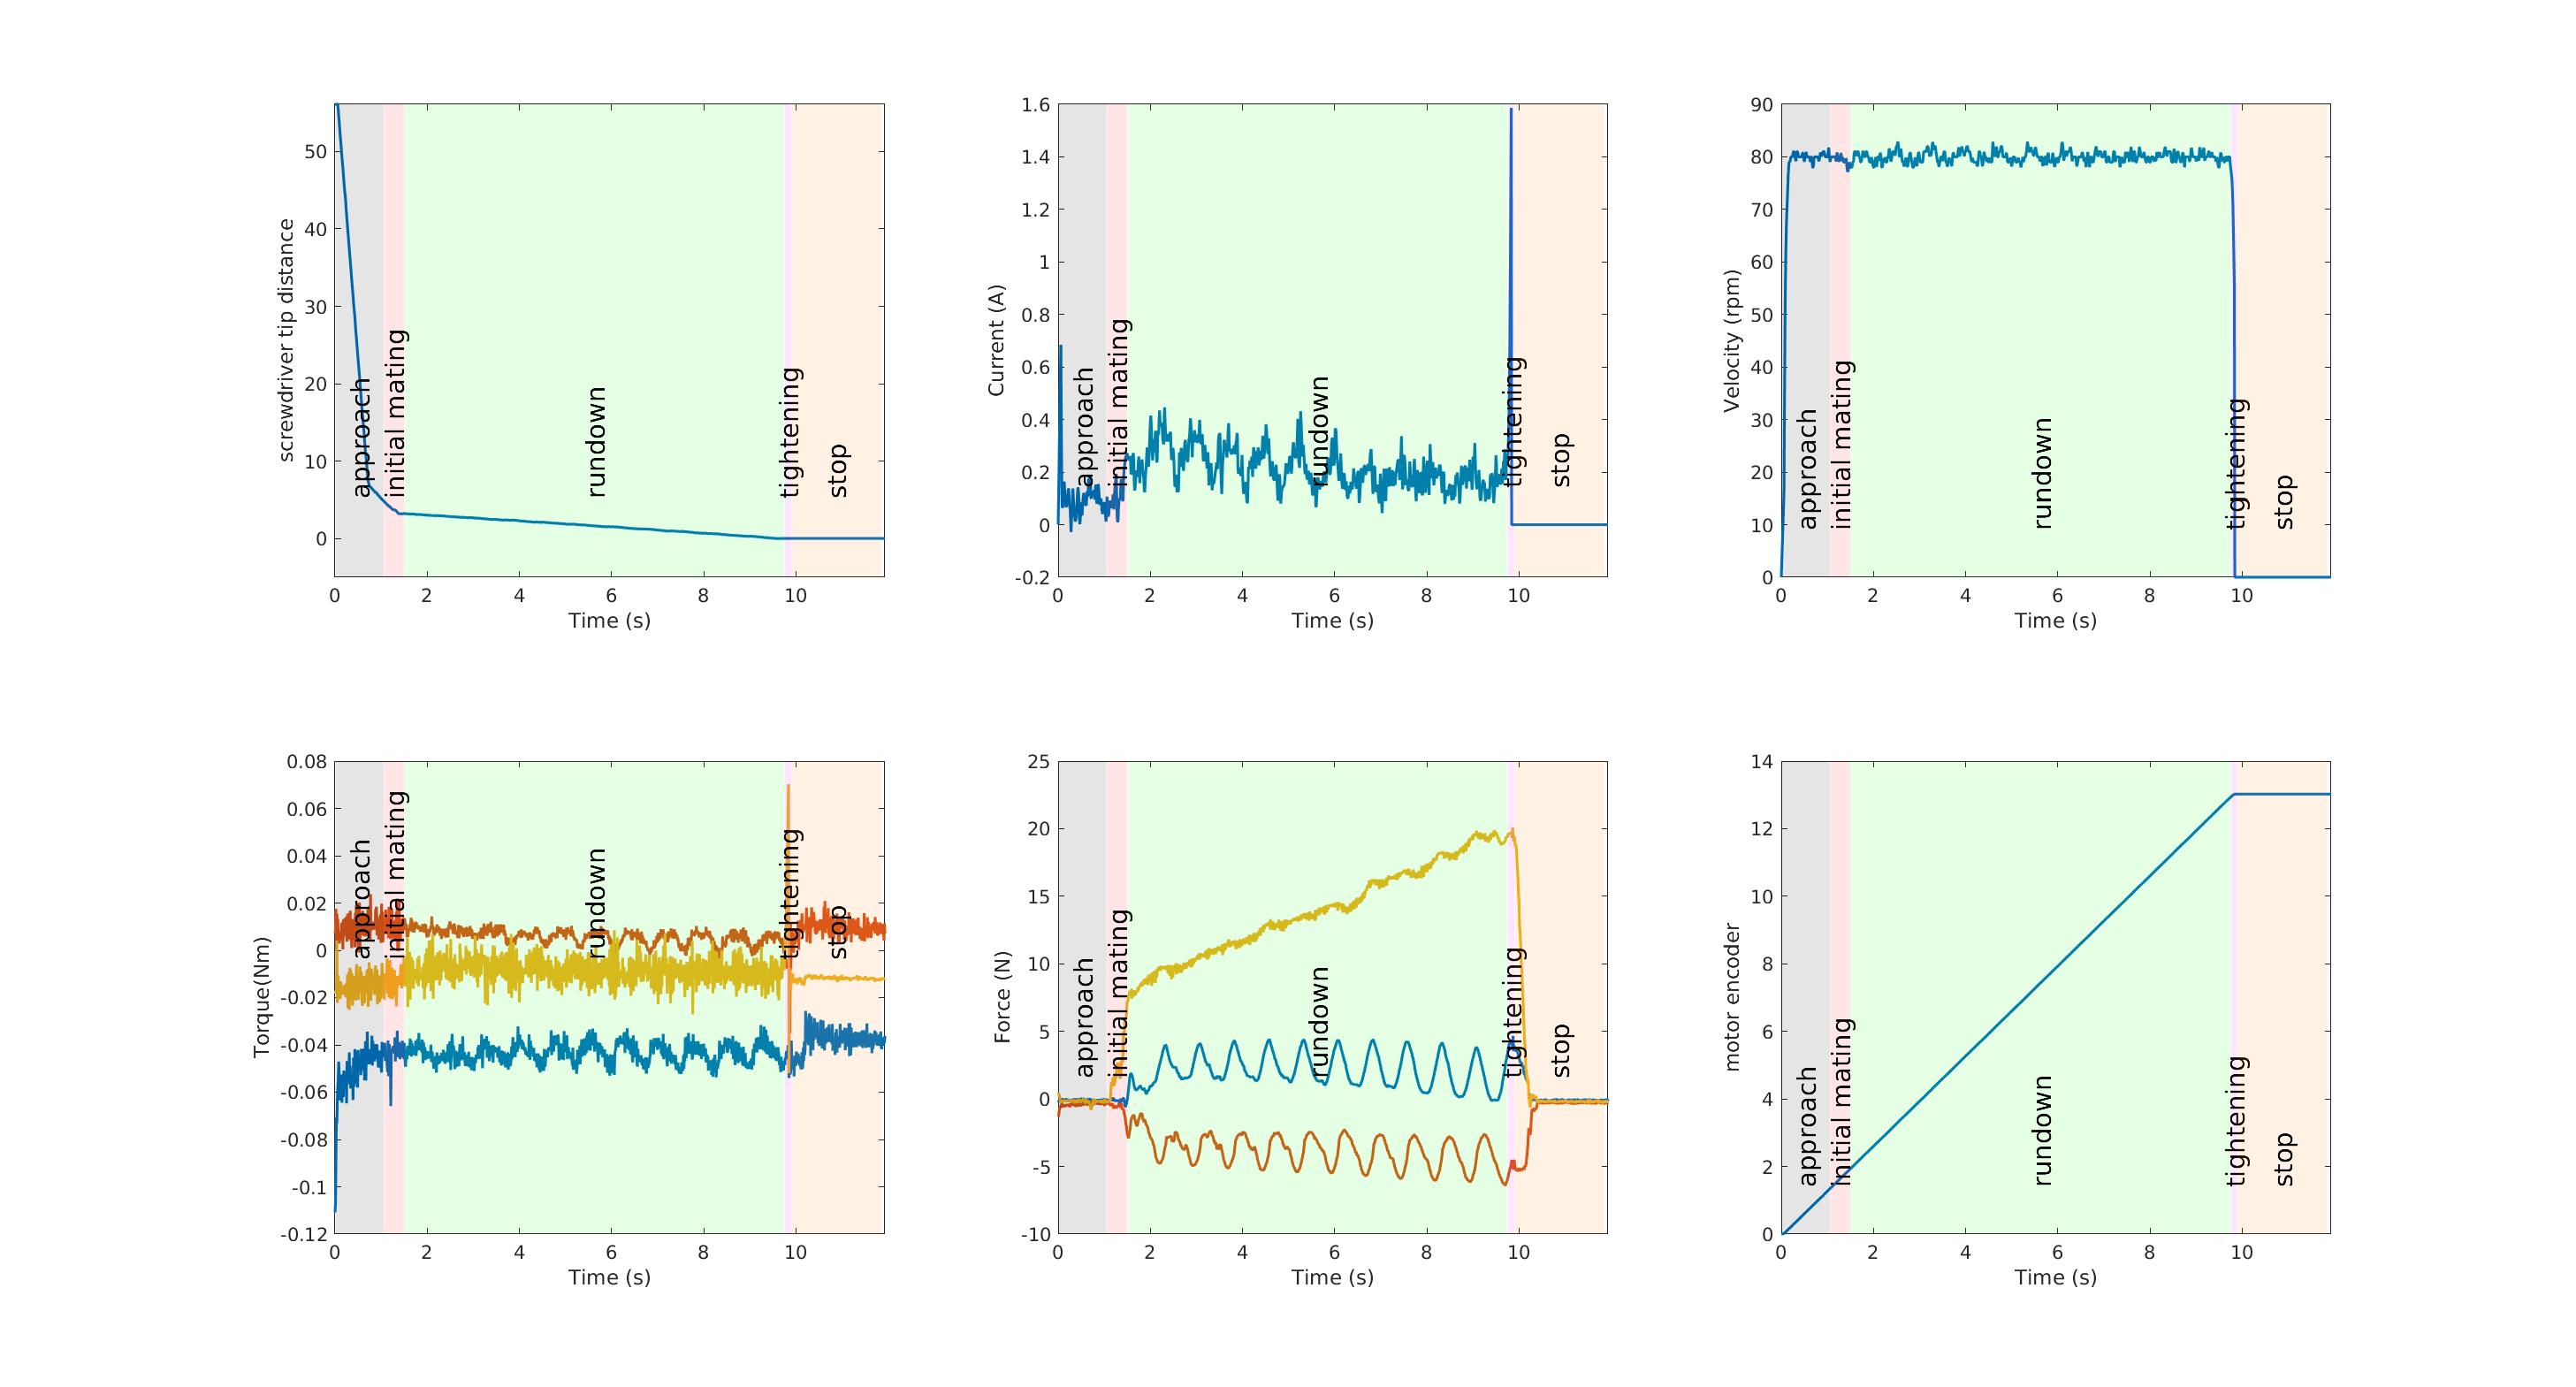 screwdriver tip distance
50
40
30
20
10
0
approach
initial mating
rundown
tightening
stop
0 2 4 6 8 10
Time (s)
Current (A)
1.6
1.4
1.2
1
0.8
0.6
0.4
0.2
0
-0.2
approach
initial mating
rundown
tightening
stop
0 2 4 6 8 10
Time (s)
Velocity (rpm)
90
80
70
60
50
40
30
20
10
0
approach
initial mating
rundown
tightening
stop
0 2 4 6 8 10
Time (s)
Torque(Nm)
0.08
0.06
0.04
0.02
0
-0.02
-0.04
-0.06
-0.08
-0.1
-0.12
approach
initial mating
rundown
tightening
stop
0 2 4 6 8 10
Time (s)
Force (N)
25
20
15
10
5
0
-5
-10
approach
initial mating
rundown
tightening
stop
0 2 4 6 8 10
Time (s)
motor encoder
14
12
10
8
6
4
2
0
approach
initial mating
rundown
tightening
stop
0 2 4 6 8 10
Time (s)